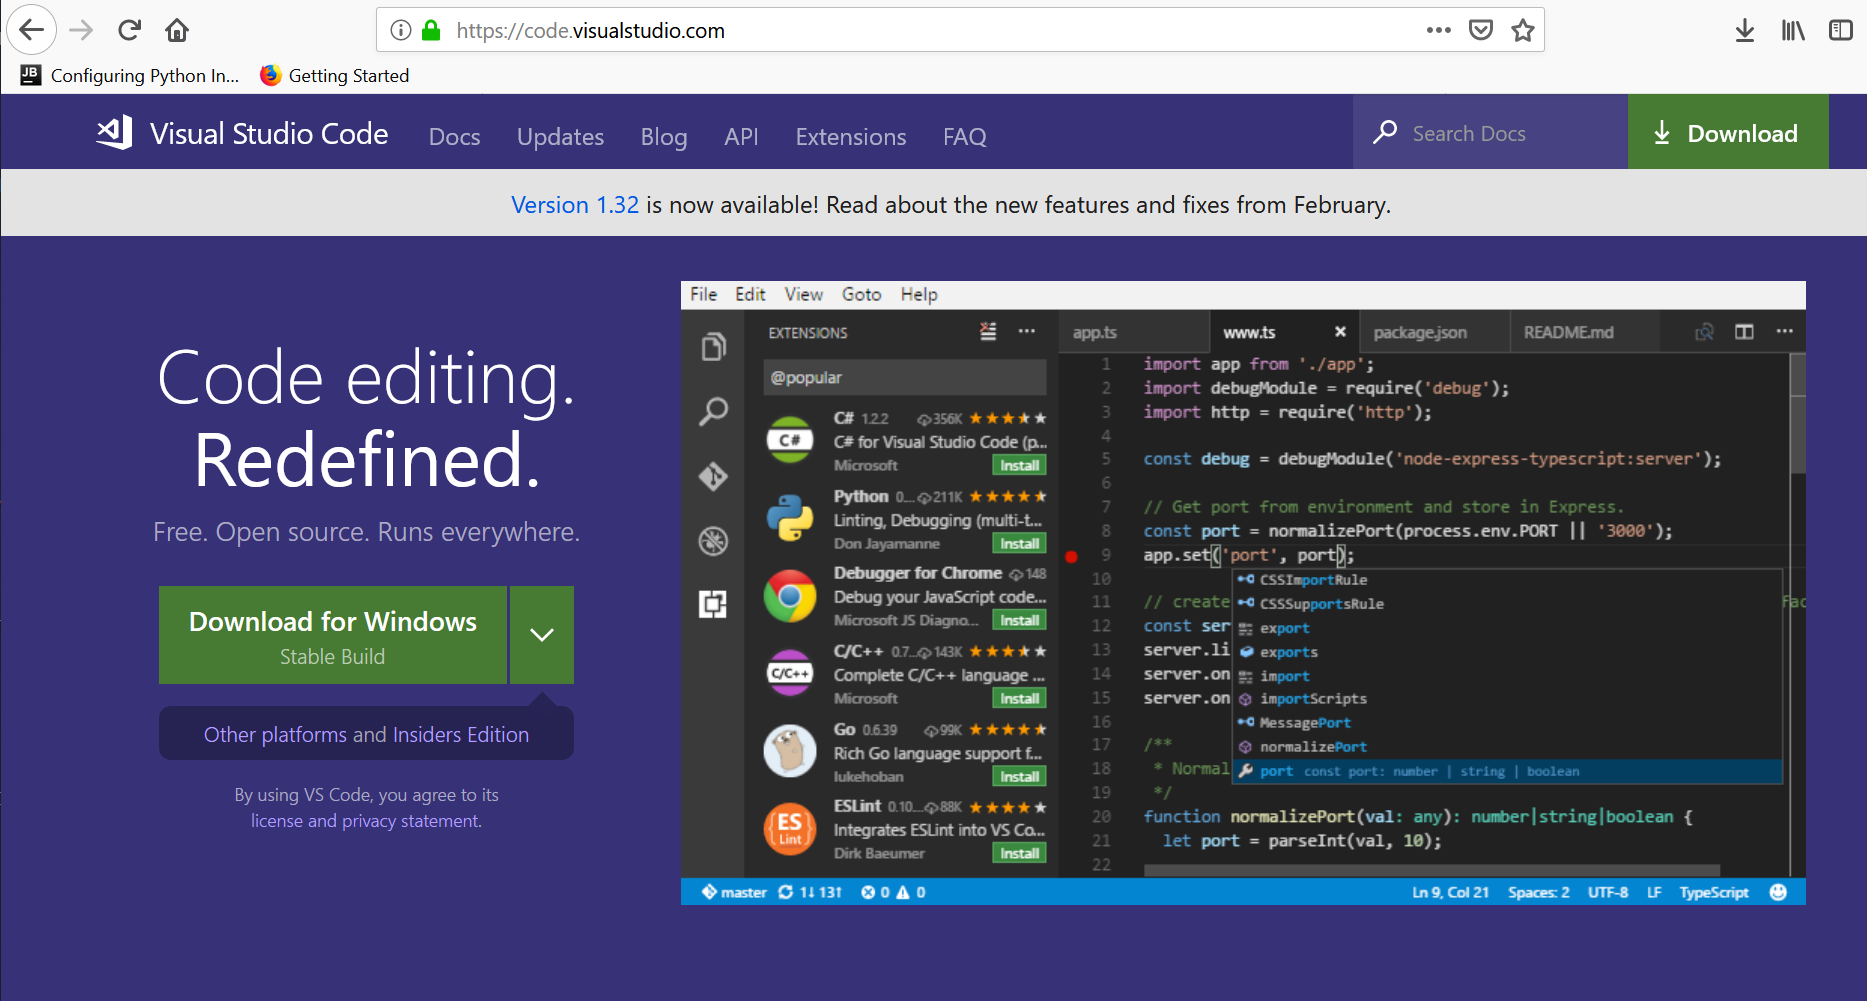 https://code.visualstudio.com
JB Configuring Python In... Getting Started
Visual Studio Code Docs Updates Blog API Extensions FAQ Search Docs Download
Version 1.32 is now available! Read about the new features and fixes from February.
Code editing.
Redefined.
Free. Open source. Runs everywhere.
Download for Windows
Stable Build
Other platforms and Insiders Edition
By using VS Code, you agree to its
license and privacy statement.
File Edit View Goto Help
EXTENSIONS
@popular
C# 1.2.2 356K
C#
C# for Visual Studio Code (p...
Microsoft Install
Python 0.... 211K
Linting, Debugging (multi-t...
Don Jayamanne Install
Debugger for Chrome 148
Debug your JavaScript code...
Microsoft JS Diagno... Install
C/C++ 0.7... 143K
C/C++
Complete C/C++ language ...
Microsoft Install
Go 0.6.39 99K
Rich Go language support f...
lukehoban Install
ESLint 0.10.... 88K
ES
Lint
Integrates ESLint into VS Co...
Dirk Baeumer Install
app.ts www.ts package.json README.md
1 import app from './app';
2 import debugModule = require('debug');
3 import http = require('http');
4
5 const debug = debugModule('node-express-typescript:server');
6
7 // Get port from environment and store in Express.
8 const port = normalizePort(process.env.PORT || '3000');
9 app.set('port', port);
10 CSSImportRule
11 // create CSSSupportsRule fac
12 const ser export
13 server.li exports
14 server.on import
15 server.on importScripts
16 MessagePort
17 /** normalizePort
18 * Normal port const port: number | string | boolean
19 */
20 function normalizePort(val: any): number|string|boolean {
21 let port = parseInt(val, 10);
22
master 1↓ 13↑ 0 0 Ln 9, Col 21 Spaces: 2 UTF-8 LF TypeScript